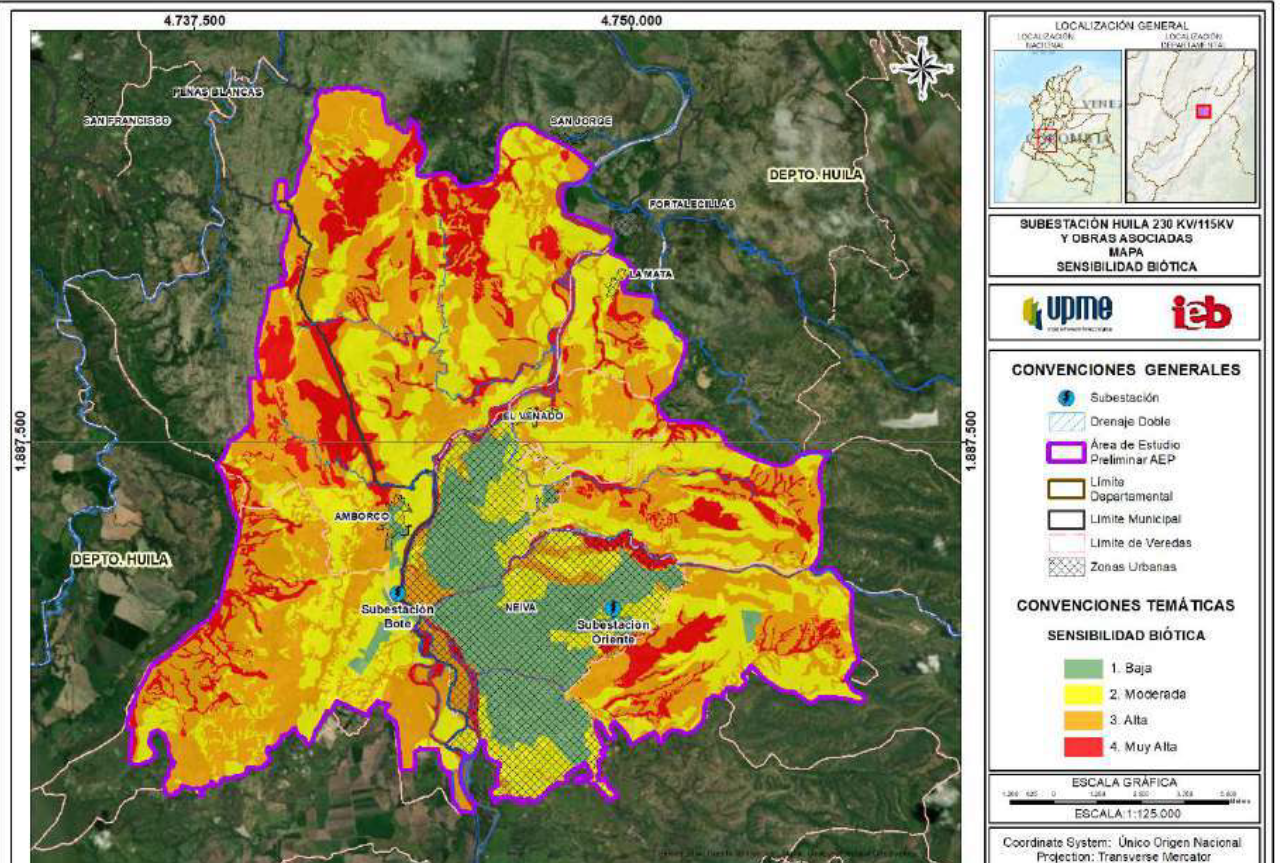 4.737.500
4.750.000
1.887.500
1.887.500
PEÑAS BLANCAS
SAN FRANCISCO
SAN JORGE
DEPTO. HUILA
FORTALECILLAS
LA MATA
EL VENADO
AMBORCO
DEPTO. HUILA
Subestación
Bote
NEIVA
Subestación
Oriente
LOCALIZACIÓN GENERAL
LOCALIZACIÓN
NACIONAL
LOCALIZACIÓN
DEPARTAMENTAL
COLOMBIA
SUBESTACIÓN HUILA 230 KV/115KV
Y OBRAS ASOCIADAS
MAPA
SENSIBILIDAD BIÓTICA
upme
ieb
CONVENCIONES GENERALES
Subestación
Drenaje Doble
Área de Estudio
Preliminar AEP
Límite
Departamental
Límite Municipal
Límite de Veredas
Zonas Urbanas
CONVENCIONES TEMÁTICAS
SENSIBILIDAD BIÓTICA
1. Baja
2. Moderada
3. Alta
4. Muy Alta
ESCALA GRÁFICA
0
ESCALA:1:125.000
Coordinate System: Único Origen Nacional
Projection: Transverse Mercator